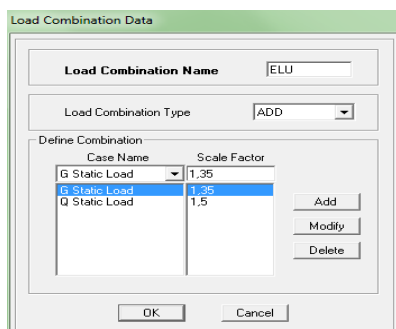 Load Combination Data
Load Combination Name ELU
Load Combination Type ADD
Define Combination
Case Name Scale Factor
G Static Load 1,35
G Static Load 1,35
Q Static Load 1,5
Add
Modify
Delete
OK Cancel